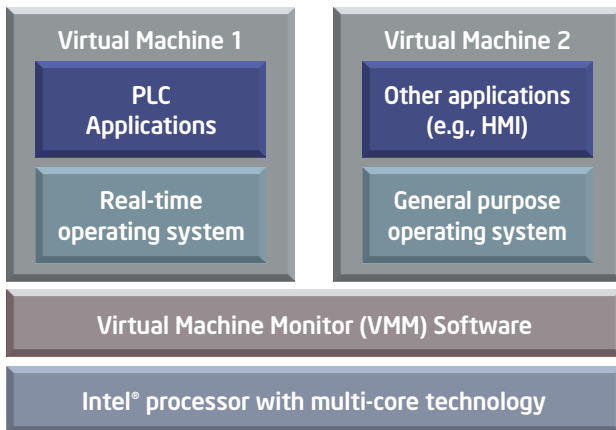 Virtual Machine 1
PLC
Applications
Real-time
operating system
Virtual Machine 2
Other applications
(e.g., HMI)
General purpose
operating system
Virtual Machine Monitor (VMM) Software
Intel® processor with multi-core technology